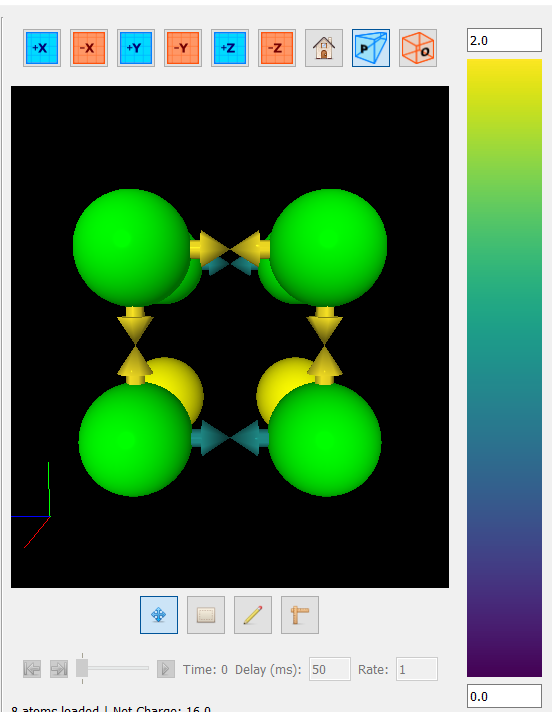 +X -X +Y -Y +Z -Z P O 2.0
Time: 0 Delay (ms): 50 Rate: 1
0.0
8 atoms loaded | Net Charge: 16.0